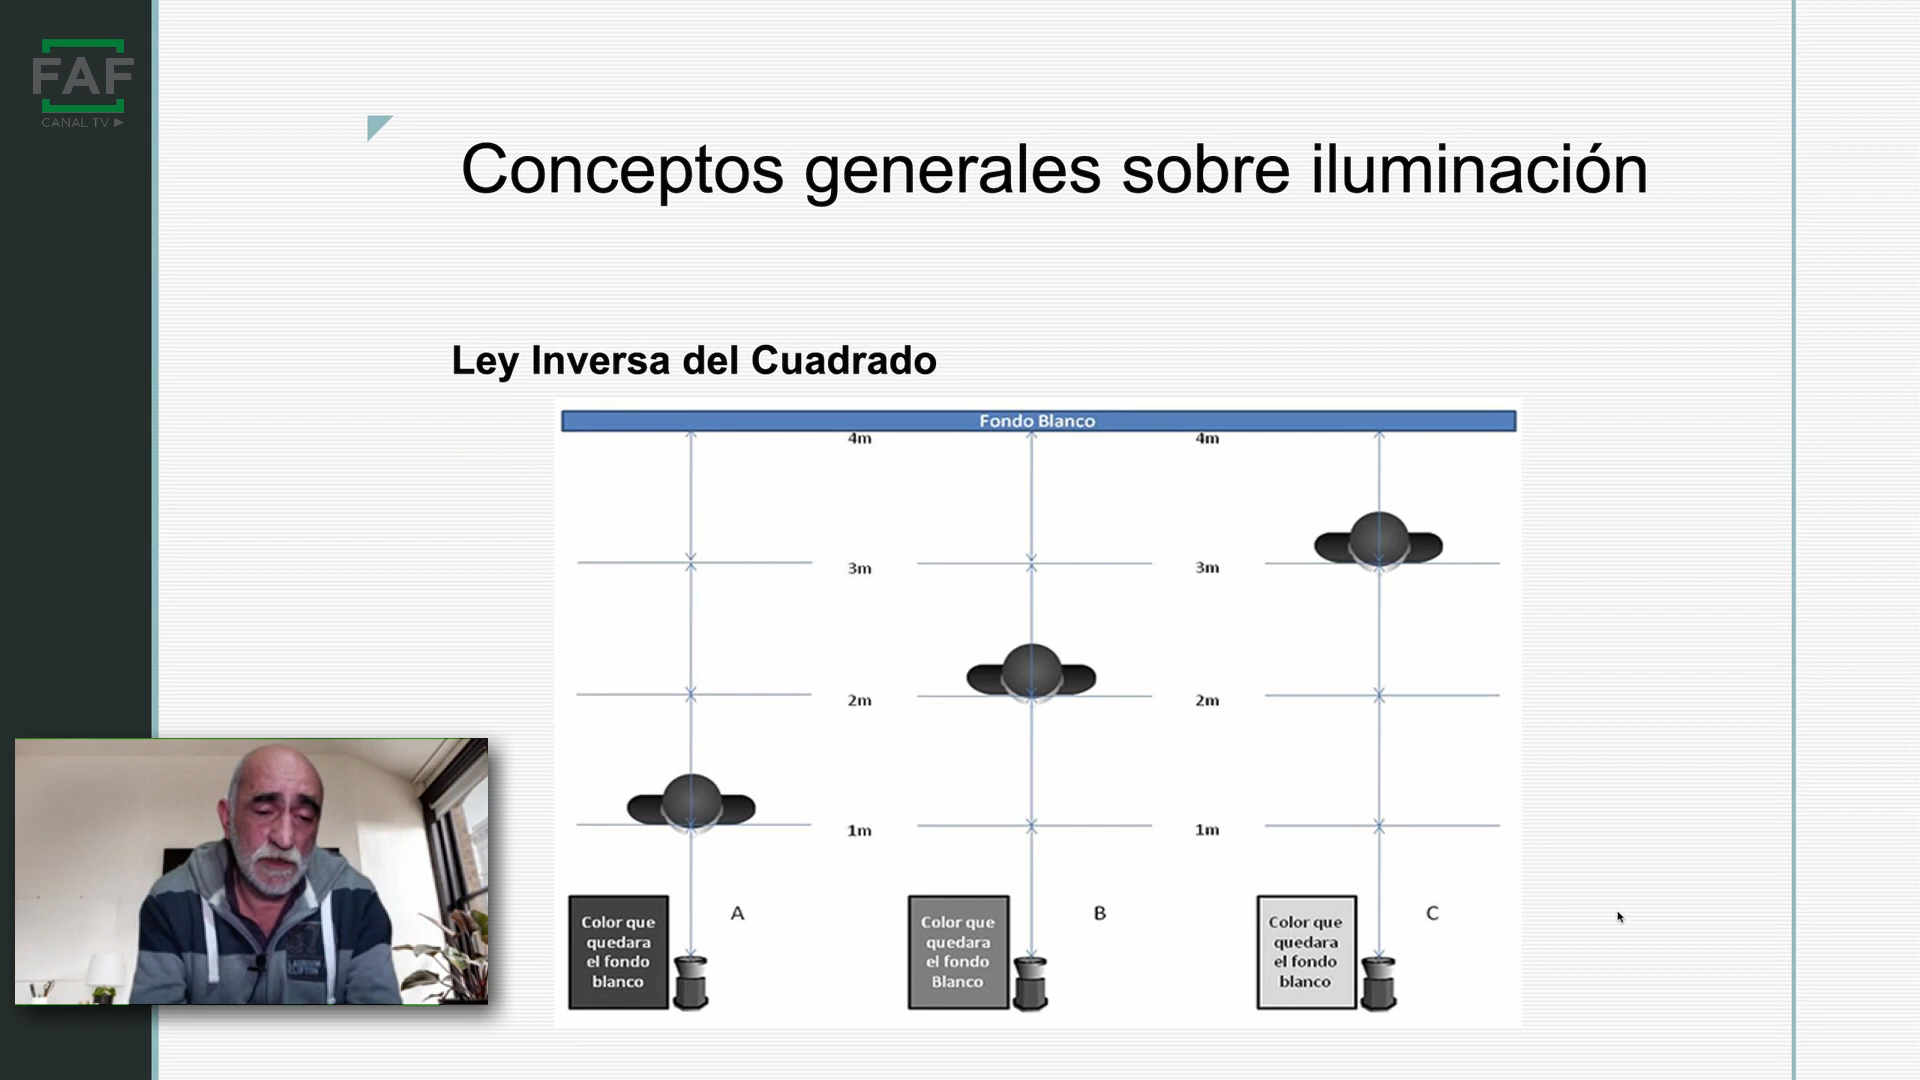 FAF
CANAL TV
Conceptos generales sobre iluminación
Ley Inversa del Cuadrado
Fondo Blanco
4m
4m
3m
3m
2m
2m
1m
1m
Color que
quedara
el fondo
blanco
A
Color que
quedara
el fondo
Blanco
B
Color que
quedara
el fondo
blanco
C